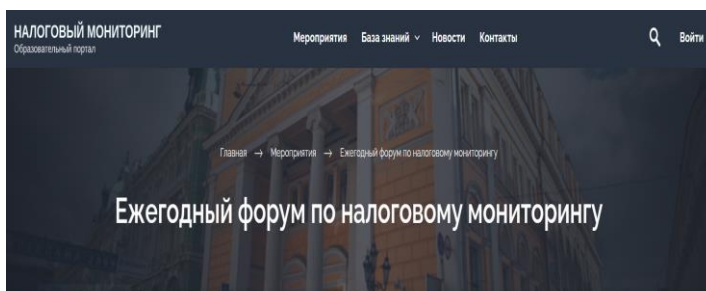 НАЛОГОВЫЙ МОНИТОРИНГ
Образовательный портал
Мероприятия База знаний Новости Контакты
Войти
Главная → Мероприятия → Ежегодный форум по налоговому мониторингу
Ежегодный форум по налоговому мониторингу